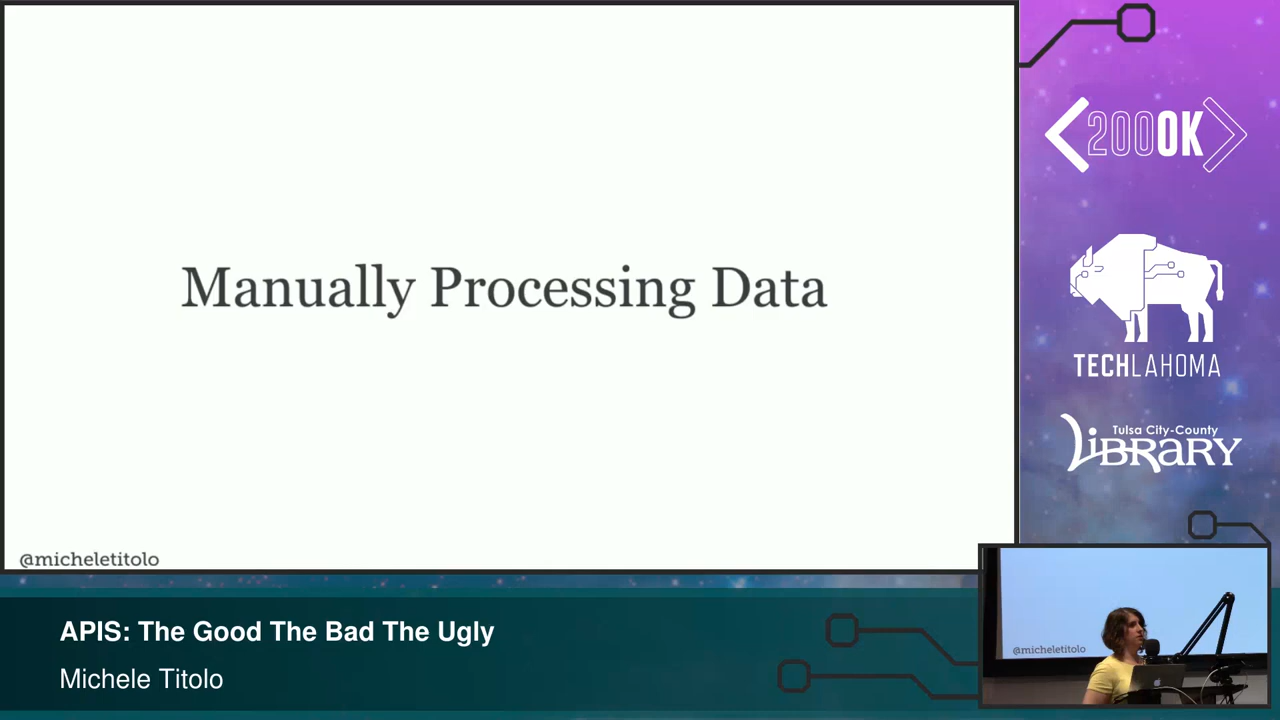 Manually Processing Data
@micheletitolo
200OK
TECHLAHOMA
Tulsa City-County
LIBRARY
@micheletitolo
APIS: The Good The Bad The Ugly
Michele Titolo